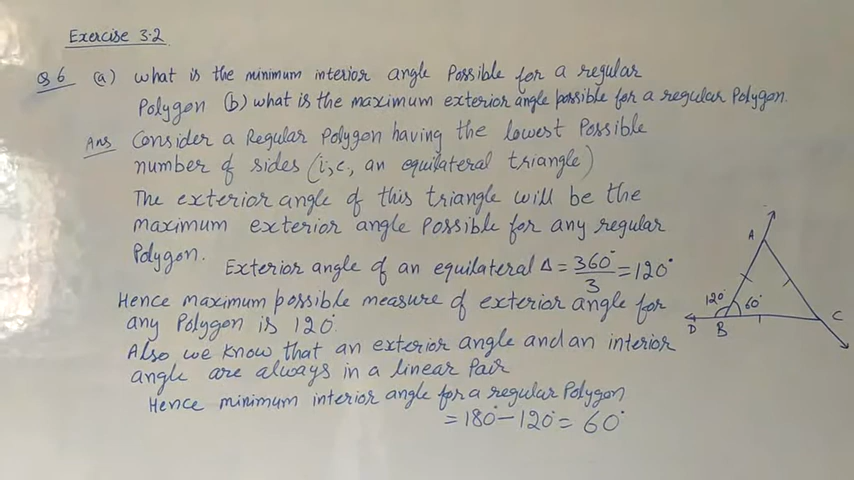 Exercise 3.2
Q 6 (a) what is the minimum interior angle Possible for a regular
Polygon (b) what is the maximum exterior angle possible for a regular Polygon.
Ans Consider a Regular Polygon having the lowest Possible
number of sides (i,e, an equilateral triangle)
The exterior angle of this triangle will be the
maximum exterior angle Possible for any regular
Polygon.
Exterior angle of an equilateral Δ = 360°/3 = 120°
Hence maximum possible measure of exterior angle for
any Polygon is 120°
Also we know that an exterior angle and an interior
angle are always in a linear Pair
Hence minimum interior angle for a regular Polygon
= 180° - 120° = 60°
A
120° 60°
D B C